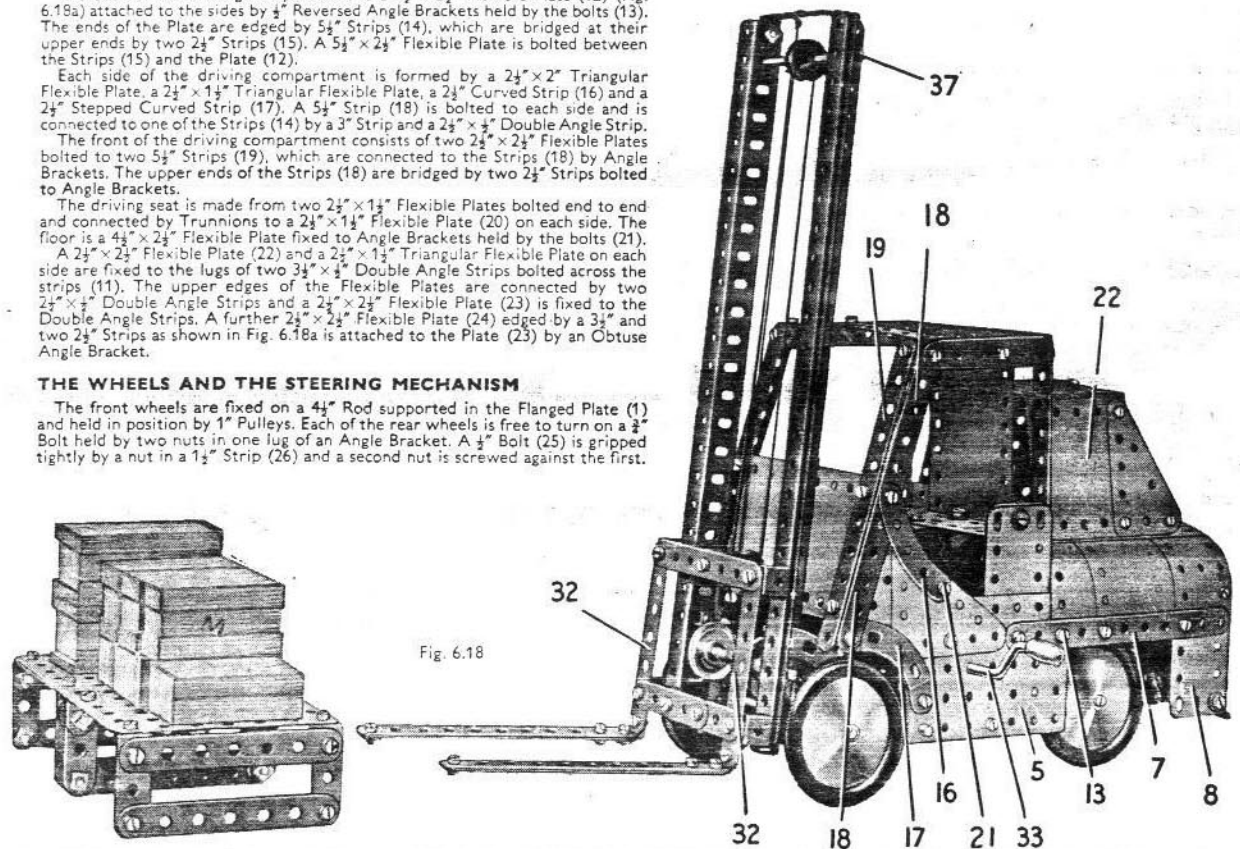 (12) (Fig.
6.18a) attached to the sides by ½″ Reversed Angle Brackets held by the bolts (13).
The ends of the Plate are edged by 5½″ Strips (14), which are bridged at their
upper ends by two 2½″ Strips (15). A 5½″ × 2½″ Flexible Plate is bolted between
the Strips (15) and the Plate (12).
Each side of the driving compartment is formed by a 2½″ × 2″ Triangular
Flexible Plate, a 2½″ × 1½″ Triangular Flexible Plate, a 2½″ Curved Strip (16) and a
2½″ Stepped Curved Strip (17). A 5½″ Strip (18) is bolted to each side and is
connected to one of the Strips (14) by a 3″ Strip and a 2½″ × ½″ Double Angle Strip.
The front of the driving compartment consists of two 2½″ × 2½″ Flexible Plates
bolted to two 5½″ Strips (19), which are connected to the Strips (18) by Angle
Brackets. The upper ends of the Strips (18) are bridged by two 2½″ Strips bolted
to Angle Brackets.
The driving seat is made from two 2½″ × 1½″ Flexible Plates bolted end to end
and connected by Trunnions to a 2½″ × 1½″ Flexible Plate (20) on each side. The
floor is a 4½″ × 2½″ Flexible Plate fixed to Angle Brackets held by the bolts (21).
A 2½″ × 2½″ Flexible Plate (22) and a 2½″ × 1½″ Triangular Flexible Plate on each
side are fixed to the lugs of two 3½″ × ½″ Double Angle Strips bolted across the
strips (11). The upper edges of the Flexible Plates are connected by two
2½″ × ½″ Double Angle Strips and a 2½″ × 2½″ Flexible Plate (23) is fixed to the
Double Angle Strips. A further 2½″ × 2½″ Flexible Plate (24) edged by a 3½″ and
two 2½″ Strips as shown in Fig. 6.18a is attached to the Plate (23) by an Obtuse
Angle Bracket.
THE WHEELS AND THE STEERING MECHANISM
The front wheels are fixed on a 4½″ Rod supported in the Flanged Plate (1)
and held in position by 1″ Pulleys. Each of the rear wheels is free to turn on a ¾″
Bolt held by two nuts in one lug of an Angle Bracket. A ½″ Bolt (25) is gripped
tightly by a nut in a 1½″ Strip (26) and a second nut is screwed against the first.
37
18
19
22
32
Fig. 6.18
M
32
18
17
16
21
33
5
13
7
8